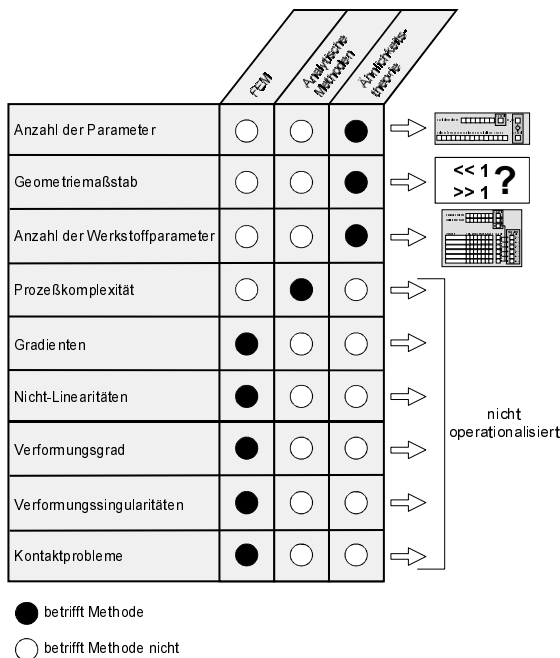 FEM
Analytische
Methoden
Ähnlichkeits-
theorie
Anzahl der Parameter
Geometriemaßstab
<< 1
>> 1 ?
Anzahl der Werkstoffparameter
Prozeßkomplexität
Gradienten
Nicht-Linearitäten
nicht
operationalisiert
Verformungsgrad
Verformungssingularitäten
Kontaktprobleme
betrifft Methode
betrifft Methode nicht